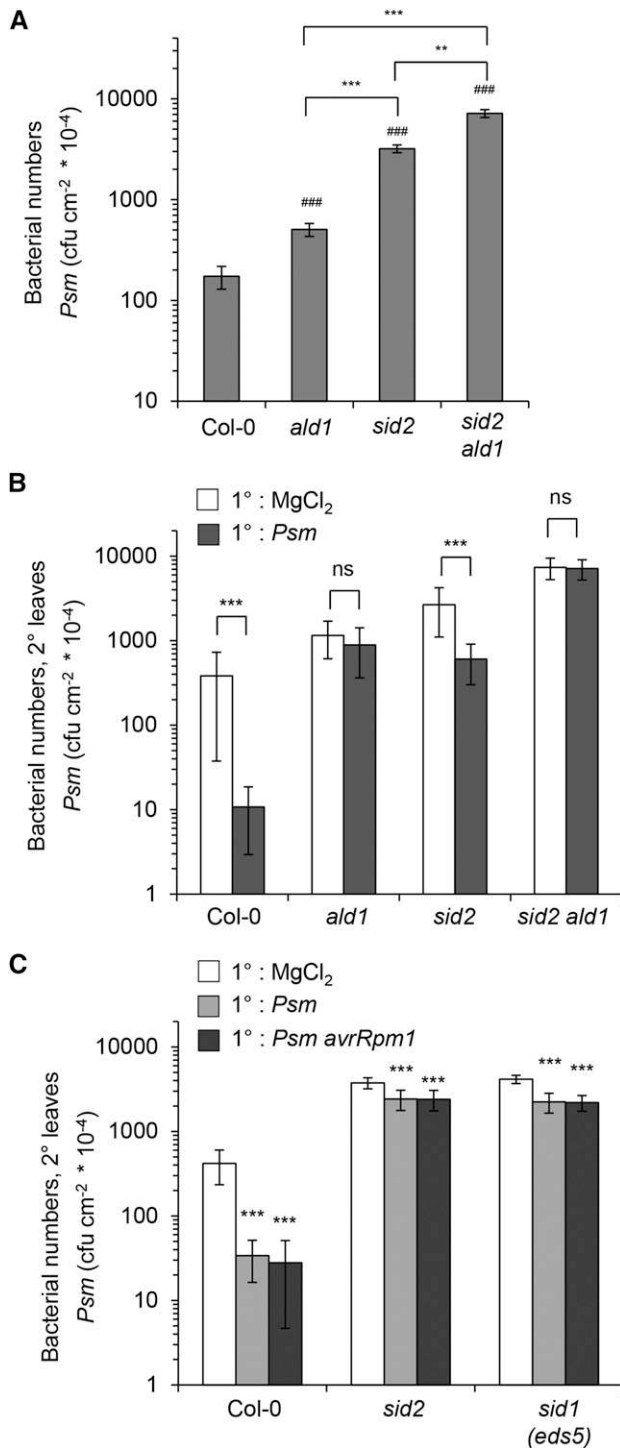 A
***
**
***
###
###
###
10000
1000
100
10
Bacterial numbers
Psm (cfu cm-2 * 10-4)
Col-0
ald1
sid2
sid2
ald1
B
1° : MgCl2
1° : Psm
ns
***
ns
***
10000
1000
100
10
1
Bacterial numbers, 2° leaves
Psm (cfu cm-2 * 10-4)
Col-0
ald1
sid2
sid2 ald1
C
1° : MgCl2
1° : Psm
1° : Psm avrRpm1
10000
1000
100
10
1
*** ***
*** ***
*** ***
Bacterial numbers, 2° leaves
Psm (cfu cm-2 * 10-4)
Col-0
sid2
sid1
(eds5)